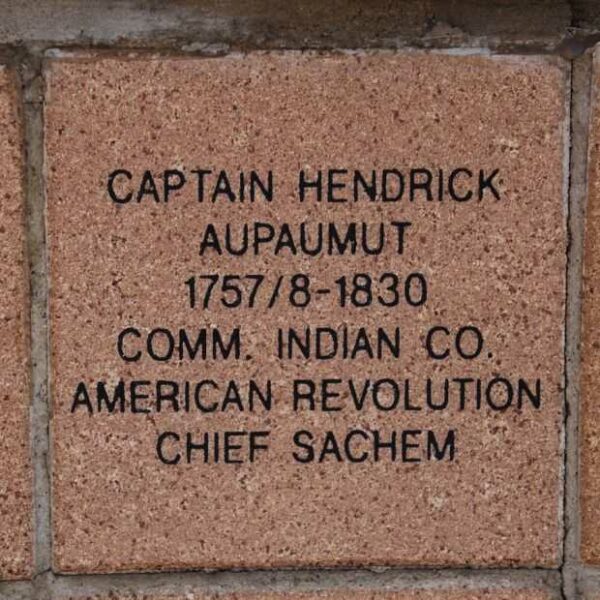 CAPTAIN HENDRICK
AUPAUMUT
1757/8-1830
COMM. INDIAN CO.
AMERICAN REVOLUTION
CHIEF SACHEM